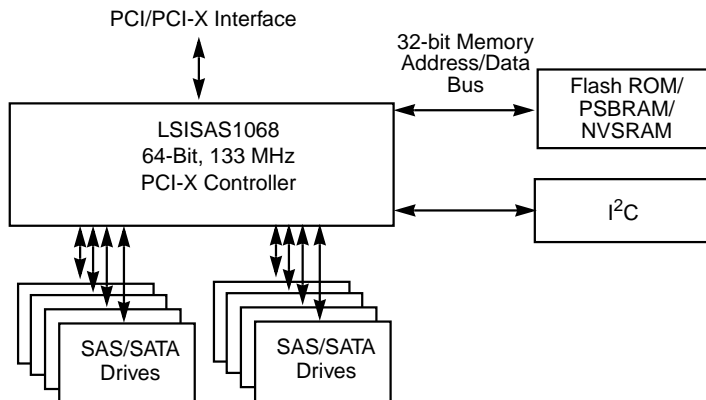 PCI/PCI-X Interface
32-bit Memory
Address/Data
Bus
Flash ROM/
PSBRAM/
NVSRAM
LSISAS1068
64-Bit, 133 MHz
PCI-X Controller
I²C
SAS/SATA
Drives
SAS/SATA
Drives